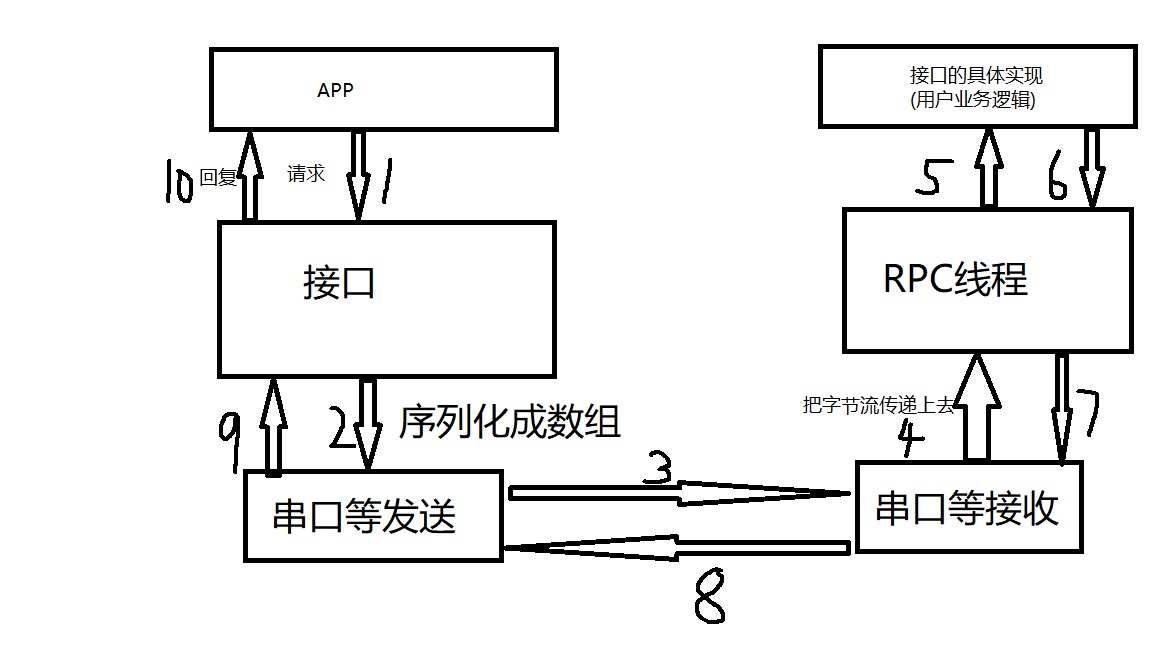 APP
接口的具体实现
(用户业务逻辑)
10
回复
请求
1
5
6
接口
RPC线程
9
2
序列化成数组
把字节流传递上去
4
7
3
串口等发送
串口等接收
8